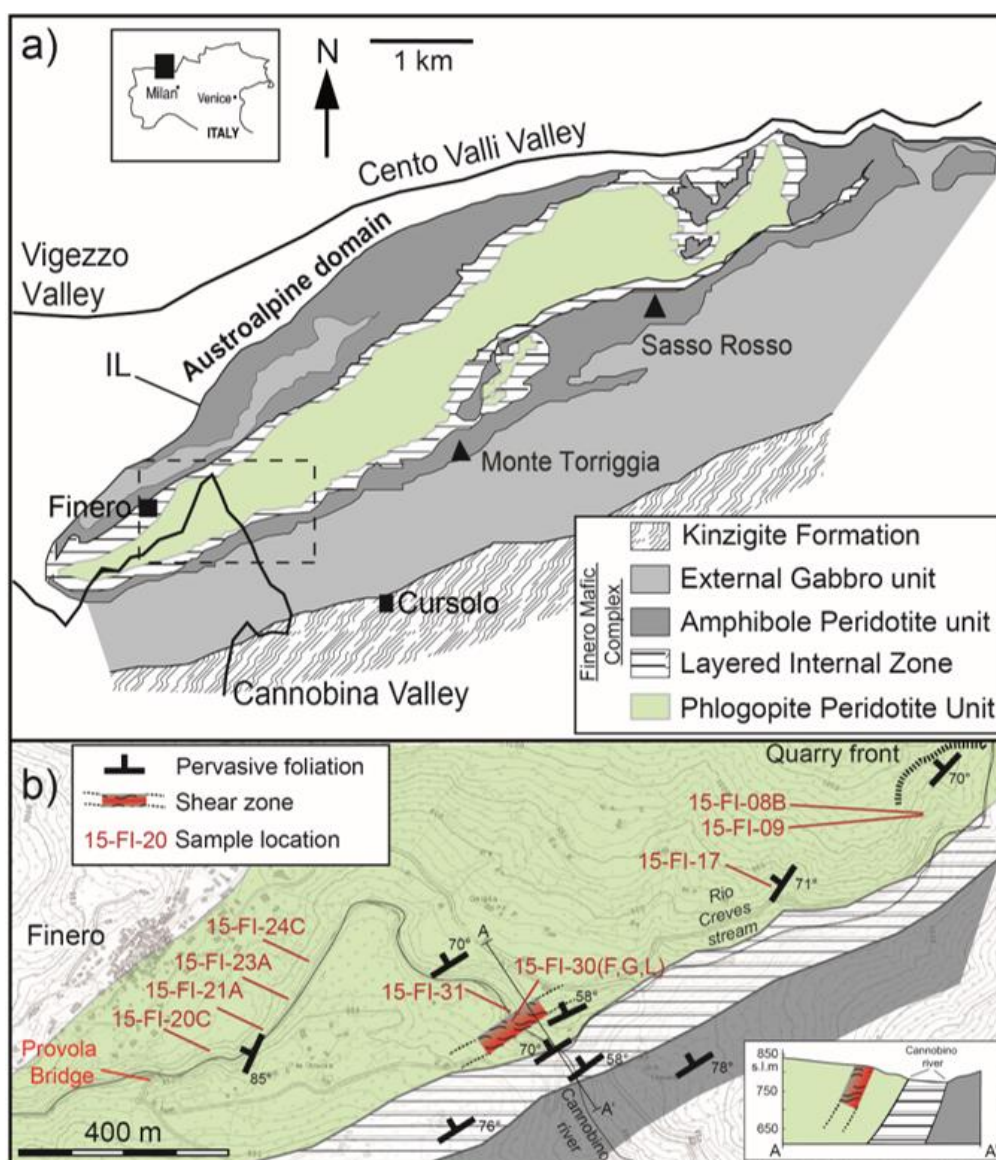 a)
Milan
Venice
ITALY
N
1 km
Cento Valli Valley
Vigezzo
Valley
Austroalpine domain
IL
Sasso Rosso
Monte Torriggia
Finero
Cursolo
Cannobina Valley
Finero Mafic
Complex
Kinzigite Formation
External Gabbro unit
Amphibole Peridotite unit
Layered Internal Zone
Phlogopite Peridotite Unit
b)
Pervasive foliation
Shear zone
15-FI-20 Sample location
Quarry front
70°
15-FI-08B
15-FI-09
15-FI-17
71°
Rio
Creves
stream
Finero
15-FI-24C
15-FI-23A
15-FI-21A
15-FI-20C
Provola
Bridge
85°
70°
A
15-FI-30(F,G,L)
15-FI-31
58°
70°
58°
78°
76°
A'
Cannobino
river
400 m
850
s.l.m
750
650
Cannobino
river
A